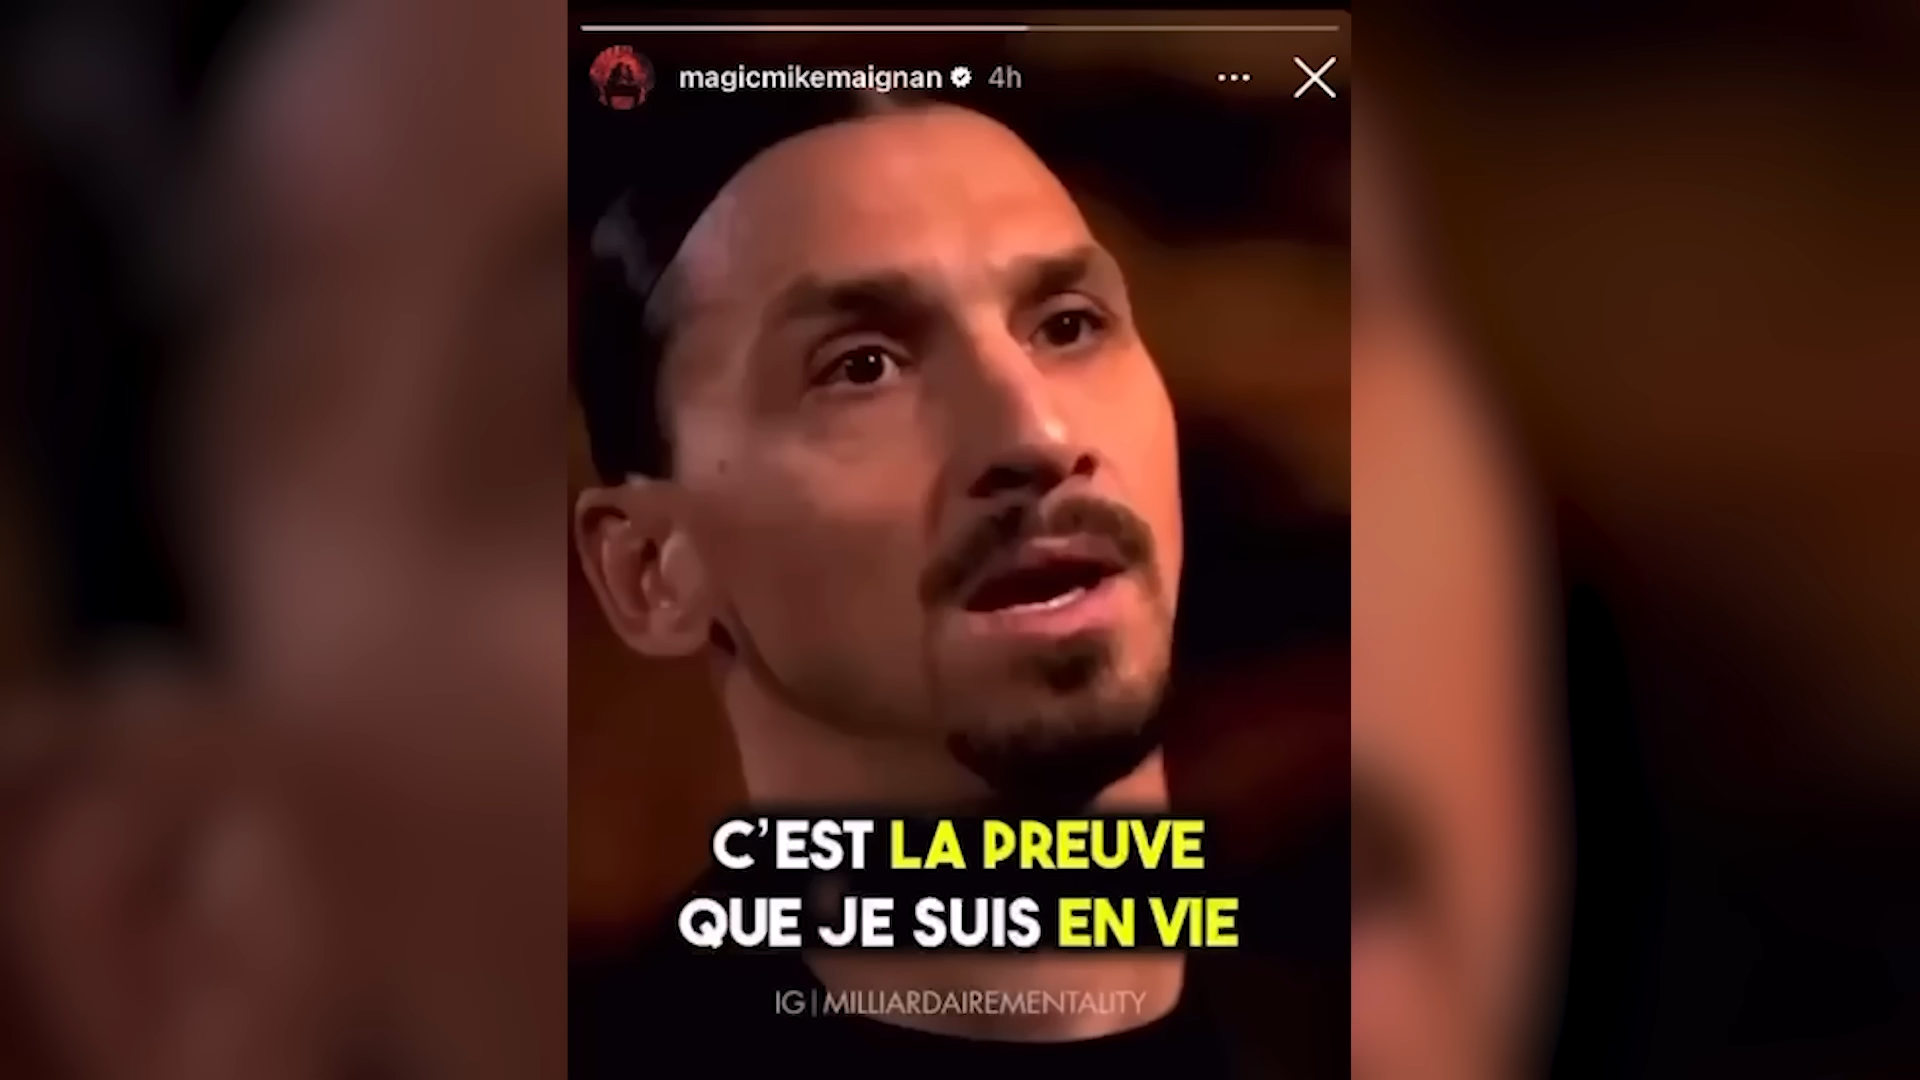 magicmikemaignan 4h
C'EST LA PREUVE
QUE JE SUIS EN VIE
IG|MILLIARDAIREMENTALITY